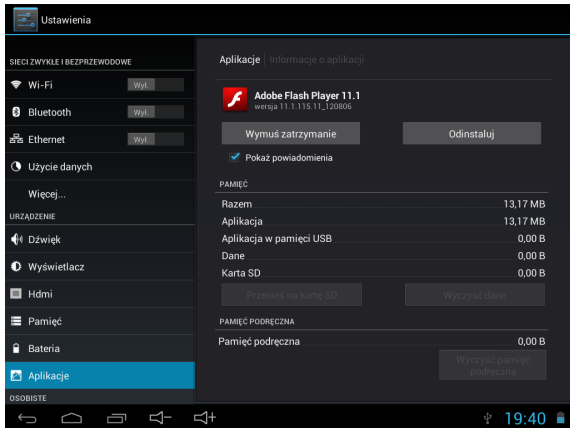 Ustawienia
SIECI ZWYKŁE I BEZPRZEWODOWE
Wi-Fi Wył.
Bluetooth Wył.
Ethernet Wył.
Użycie danych
Więcej...
URZĄDZENIE
Dźwięk
Wyświetlacz
Hdmi
Pamięć
Bateria
Aplikacje
OSOBISTE
Aplikacje Informacje o aplikacji
Adobe Flash Player 11.1
wersja 11.1.115.11_120806
Wymuś zatrzymanie Odinstaluj
Pokaż powiadomienia
PAMIĘĆ
Razem 13,17 MB
Aplikacja 13,17 MB
Aplikacja w pamięci USB 0,00 B
Dane 0,00 B
Karta SD 0,00 B
Przenieś na kartę SD Wyczyść dane
PAMIĘĆ PODRĘCZNA
Pamięć podręczna 0,00 B
Wyczyść pamięć
podręczną
19:40